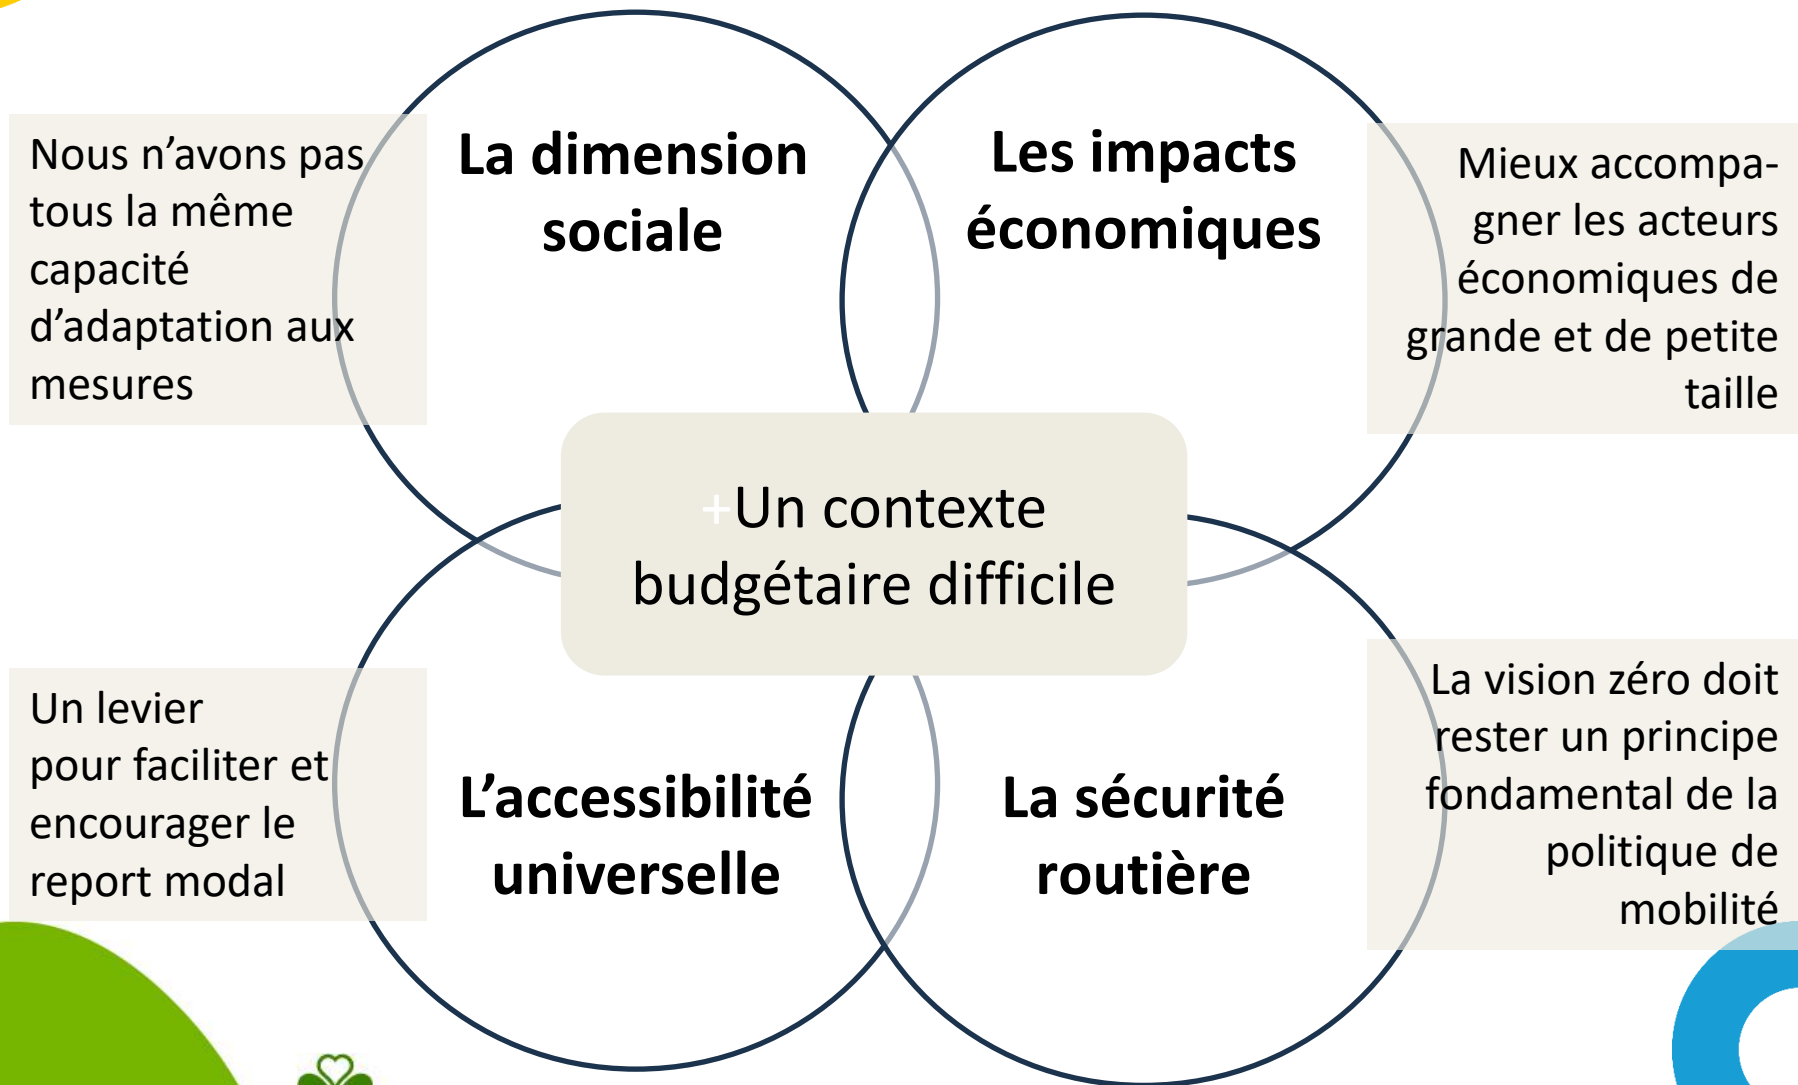 La dimension
sociale
Nous n’avons pas
tous la même
capacité
d’adaptation aux
mesures
Les impacts
économiques
Mieux accompa-
gner les acteurs
économiques de
grande et de petite
taille
+Un contexte
budgétaire difficile
L’accessibilité
universelle
Un levier
pour faciliter et
encourager le
report modal
La sécurité
routière
La vision zéro doit
rester un principe
fondamental de la
politique de
mobilité